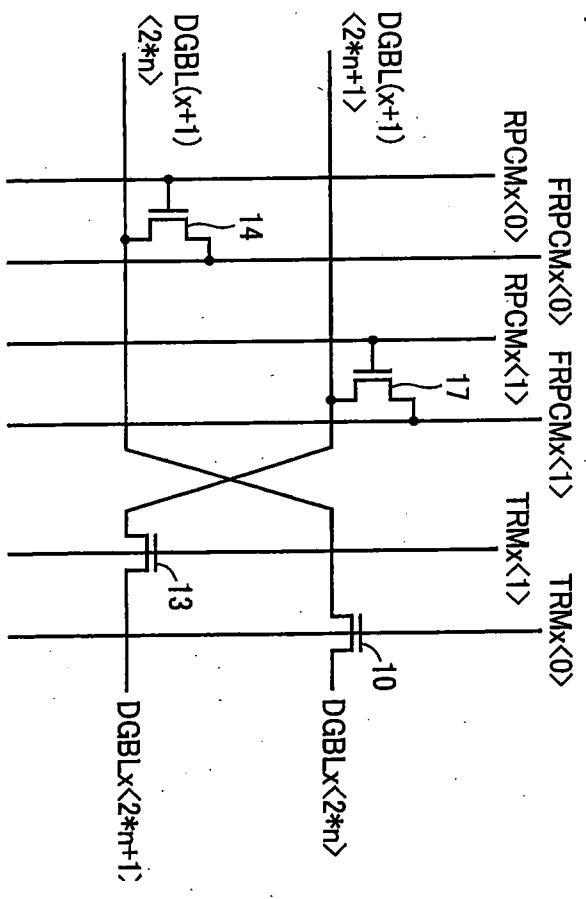 DGBL(x+1)
<2*n+1>
DGBL(x+1)
<2*n>
FRPCMx<0>
RPCMx<0>
FRPCMx<1>
RPCMx<1>
TRMx<0>
TRMx<1>
14
17
13
10
DGBLx<2*n>
DGBLx<2*n+1>